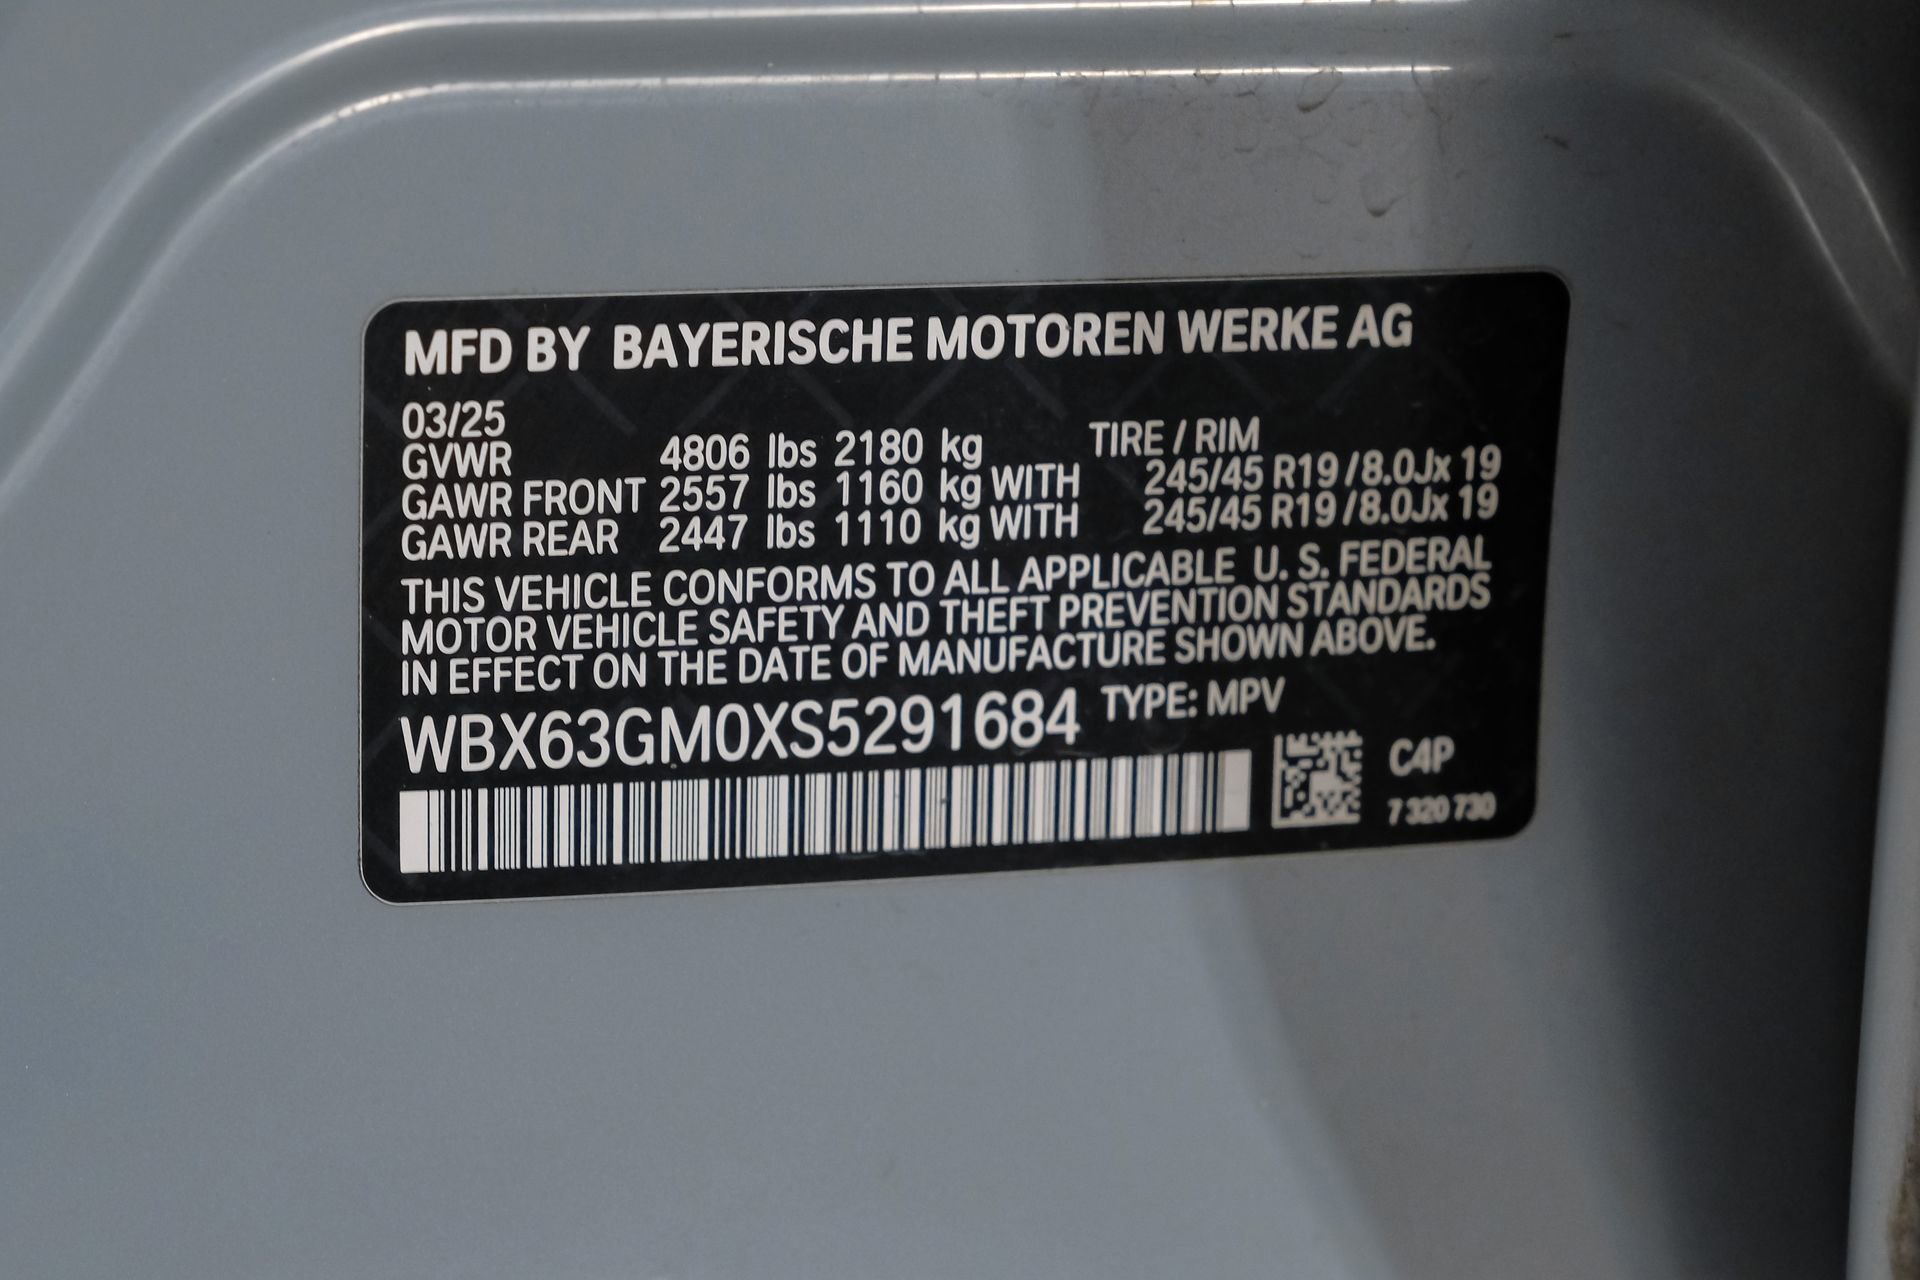 MFD BY BAYERISCHE MOTOREN WERKE AG
03/25
GVWR 4806 lbs 2180 kg TIRE / RIM
GAWR FRONT 2557 lbs 1160 kg WITH 245/45 R19 /8.0Jx 19
GAWR REAR 2447 lbs 1110 kg WITH 245/45 R19 /8.0Jx 19
THIS VEHICLE CONFORMS TO ALL APPLICABLE U. S. FEDERAL
MOTOR VEHICLE SAFETY AND THEFT PREVENTION STANDARDS
IN EFFECT ON THE DATE OF MANUFACTURE SHOWN ABOVE.
WBX63GM0XS5291684 TYPE: MPV
C4P
7 320 730